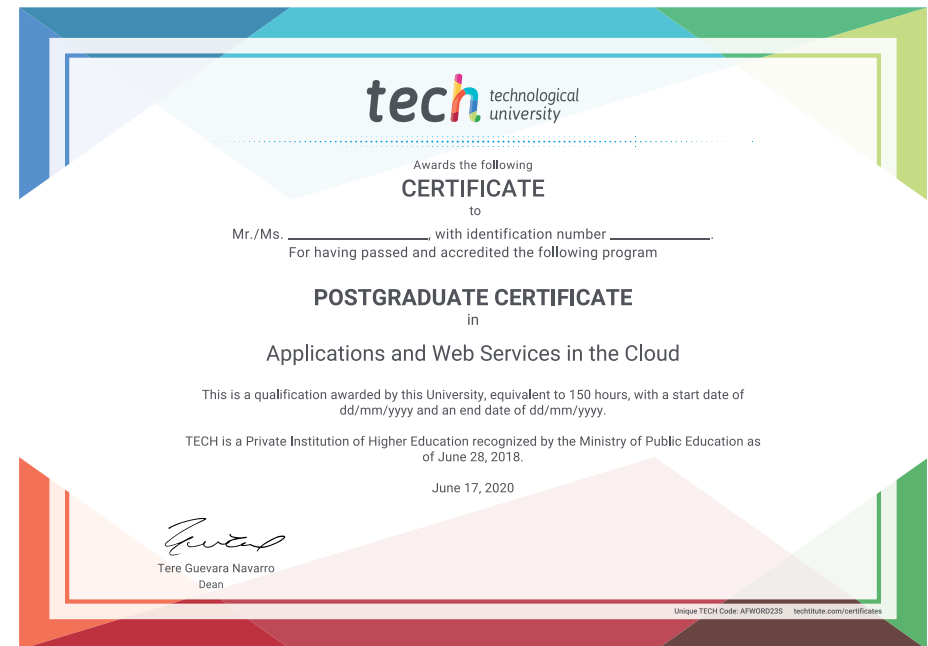 tech technological
university
Awards the following
CERTIFICATE
to
Mr./Ms. ____________________, with identification number ______________.
For having passed and accredited the following program
POSTGRADUATE CERTIFICATE
in
Applications and Web Services in the Cloud
This is a qualification awarded by this University, equivalent to 150 hours, with a start date of
dd/mm/yyyy and an end date of dd/mm/yyyy.
TECH is a Private Institution of Higher Education recognized by the Ministry of Public Education as
of June 28, 2018.
June 17, 2020
Tere Guevara Navarro
Dean
Unique TECH Code: AFWORD23S techtitute.com/certificates